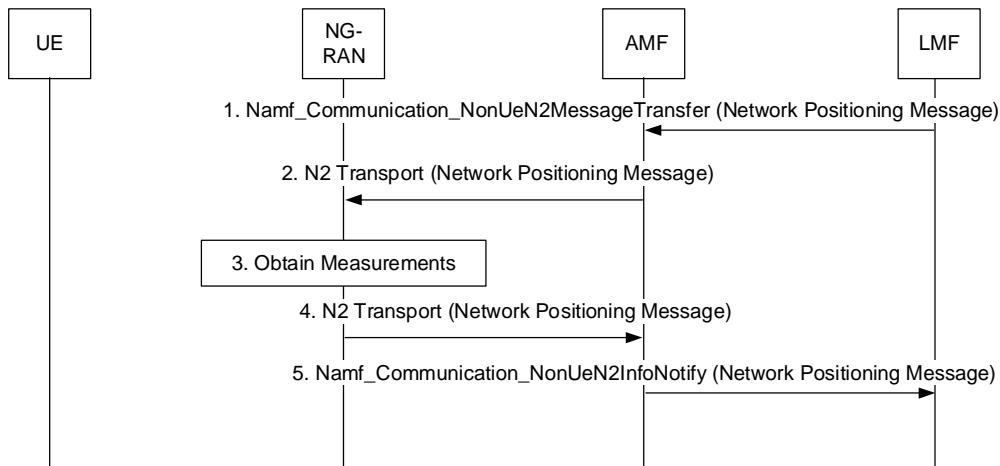 UE
NG-
RAN
AMF
LMF
1. Namf_Communication_NonUeN2MessageTransfer (Network Positioning Message)
2. N2 Transport (Network Positioning Message)
3. Obtain Measurements
4. N2 Transport (Network Positioning Message)
5. Namf_Communication_NonUeN2InfoNotify (Network Positioning Message)